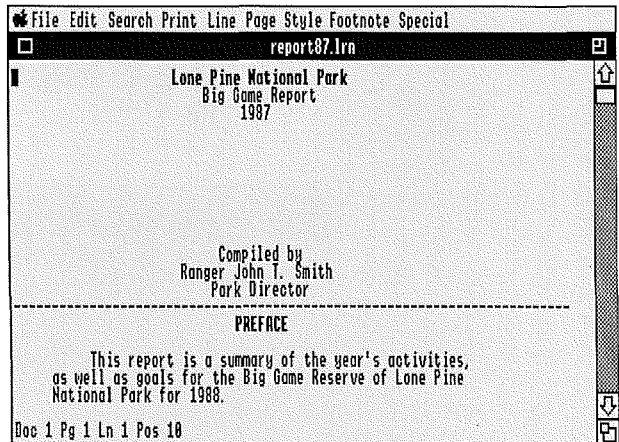 File Edit Search Print Line Page Style Footnote Special
report87.lrn
Lone Pine National Park
Big Game Report
1987
Compiled by
Ranger John T. Smith
Park Director
PREFACE
This report is a summary of the year's activities,
as well as goals for the Big Game Reserve of Lone Pine
National Park for 1988.
Doc 1 Pg 1 Ln 1 Pos 10